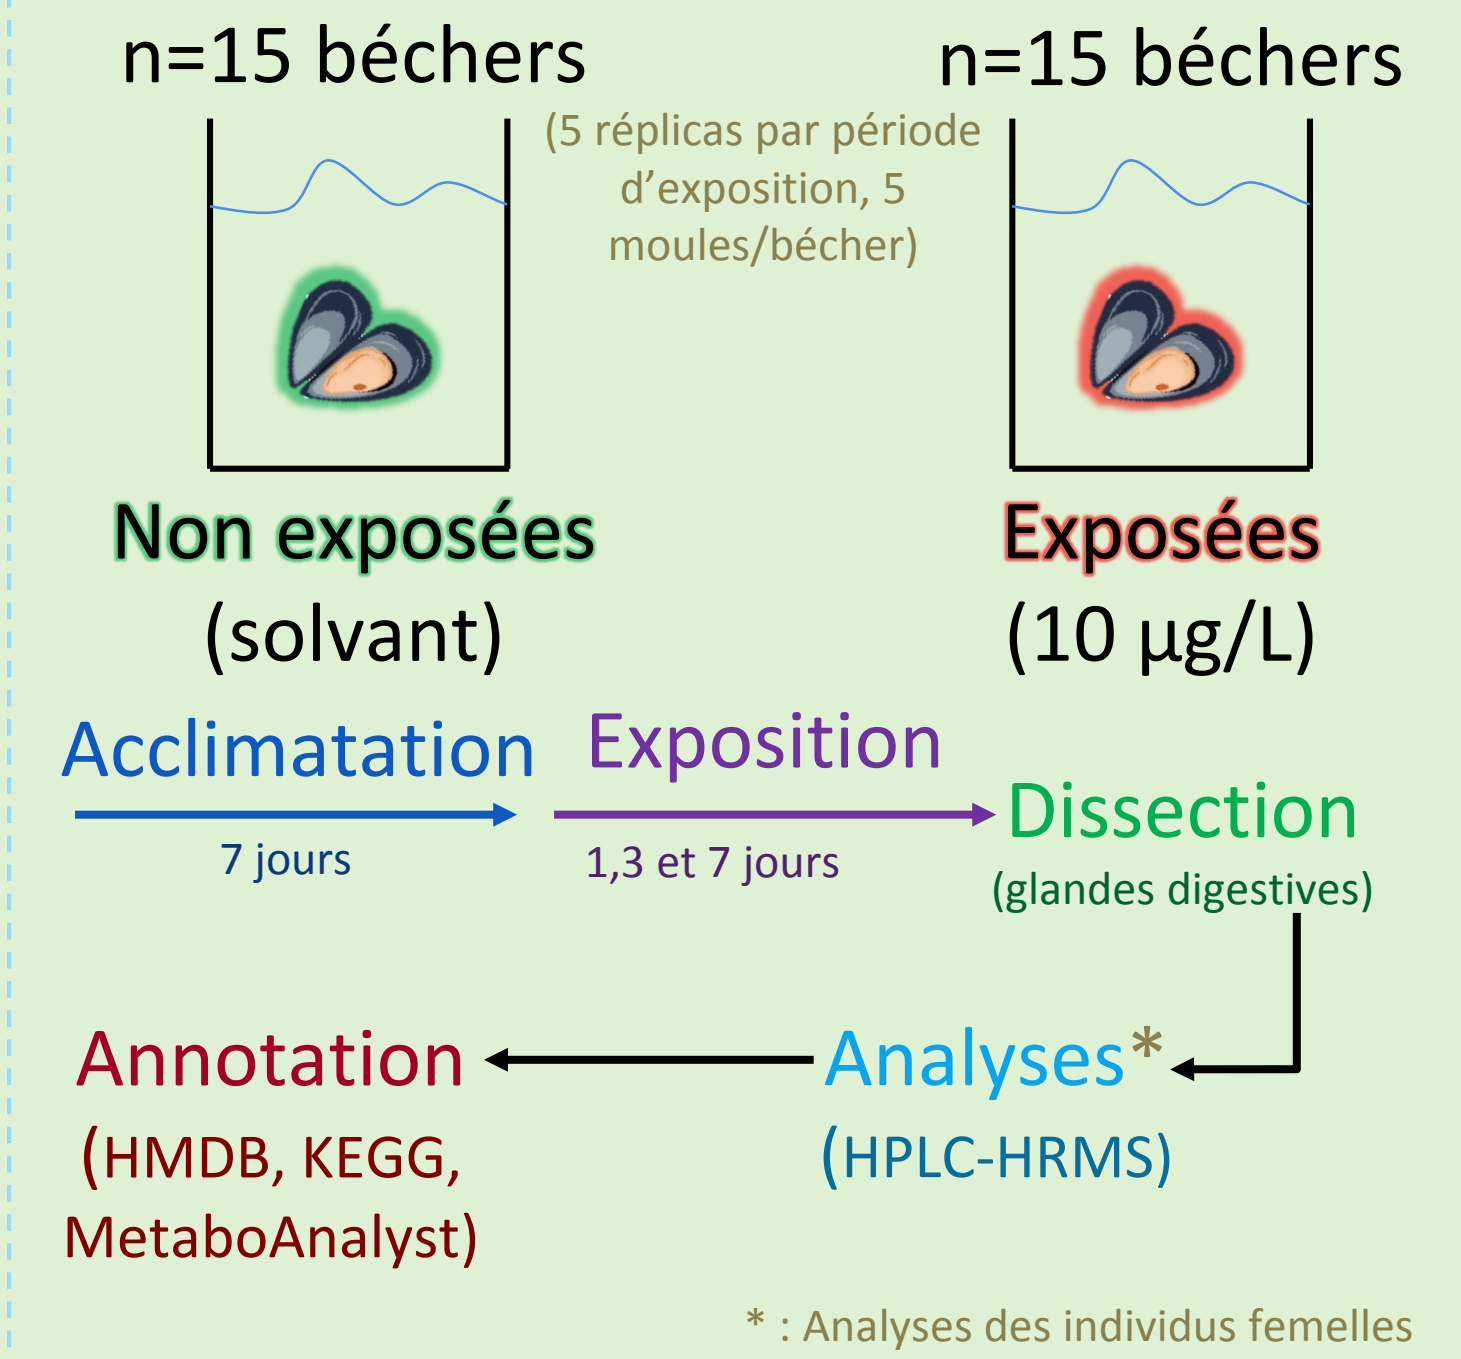 n=15 béchers
n=15 béchers
(5 réplicas par période
d’exposition, 5
moules/bécher)
Non exposées
(solvant)
Exposées
(10 µg/L)
Acclimatation
7 jours
Exposition
1,3 et 7 jours
Dissection
(glandes digestives)
Analyses*
(HPLC-HRMS)
Annotation
(HMDB, KEGG,
MetaboAnalyst)
* : Analyses des individus femelles